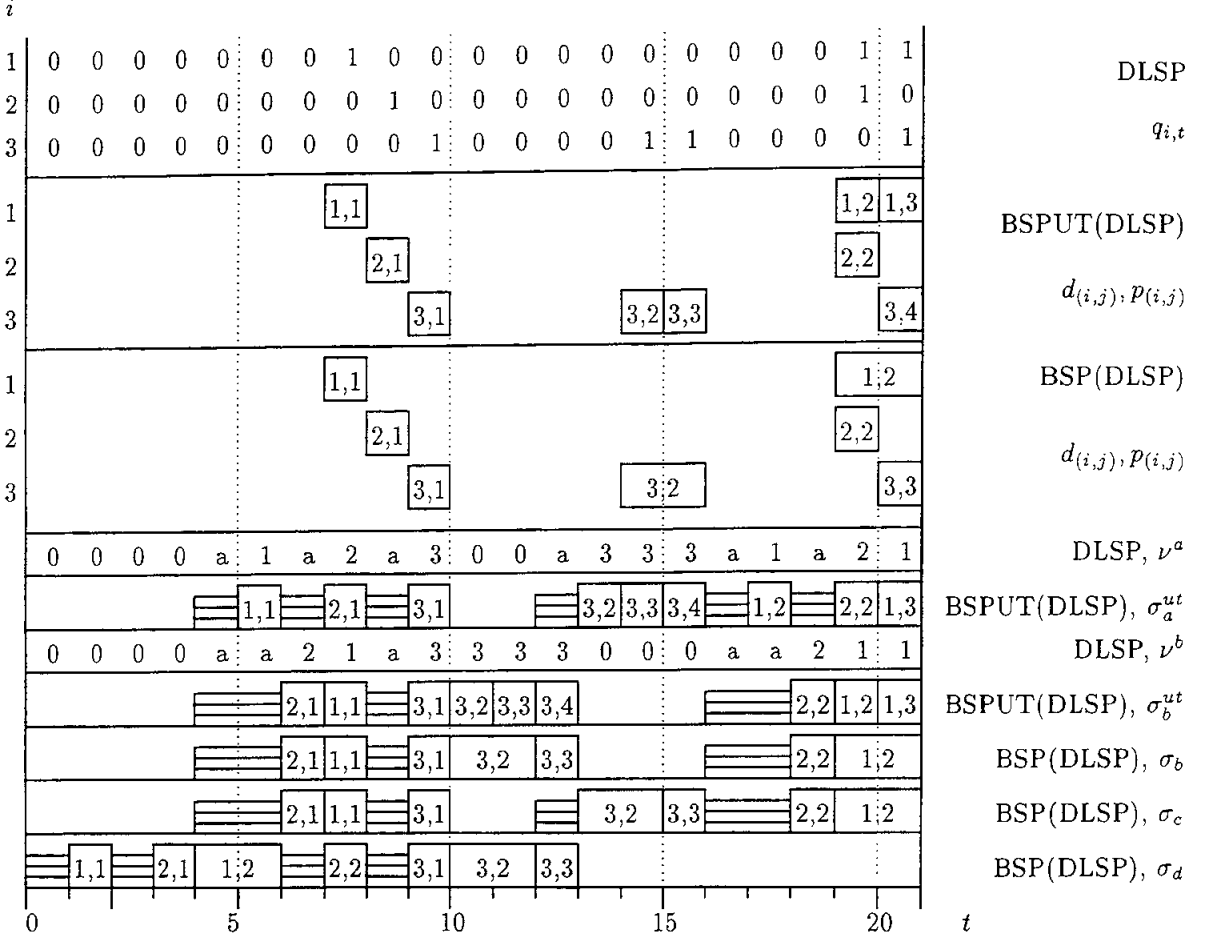 i
1 0 0 0 0 0 0 0 1 0 0 0 0 0 0 0 0 0 0 0 1 1
DLSP
2 0 0 0 0 0 0 0 0 1 0 0 0 0 0 0 0 0 0 0 1 0
q_{i,t}
3 0 0 0 0 0 0 0 0 0 1 0 0 0 0 1 1 0 0 0 0 1
1 1,1 1,2 1,3
BSPUT(DLSP)
2 2,1 2,2
d_{(i,j)}, p_{(i,j)}
3 3,1 3,2 3,3 3,4
1 1,1 1,2 BSP(DLSP)
2 2,1 2,2
d_{(i,j)}, p_{(i,j)}
3 3,1 3,2 3,3
0 0 0 0 a 1 a 2 a 3 0 0 a 3 3 3 a 1 a 2 1 DLSP, ν^a
1,1 2,1 3,1 3,2 3,3 3,4 1,2 2,2 1,3 BSPUT(DLSP), σ_a^{ut}
0 0 0 0 a a 2 1 a 3 3 3 3 0 0 0 a a 2 1 1 DLSP, ν^b
2,1 1,1 3,1 3,2 3,3 3,4 2,2 1,2 1,3 BSPUT(DLSP), σ_b^{ut}
2,1 1,1 3,1 3,2 3,3 2,2 1,2 BSP(DLSP), σ_b
2,1 1,1 3,1 3,2 3,3 2,2 1,2 BSP(DLSP), σ_c
1,1 2,1 1,2 2,2 3,1 3,2 3,3 BSP(DLSP), σ_d
0 5 10 15 20 t